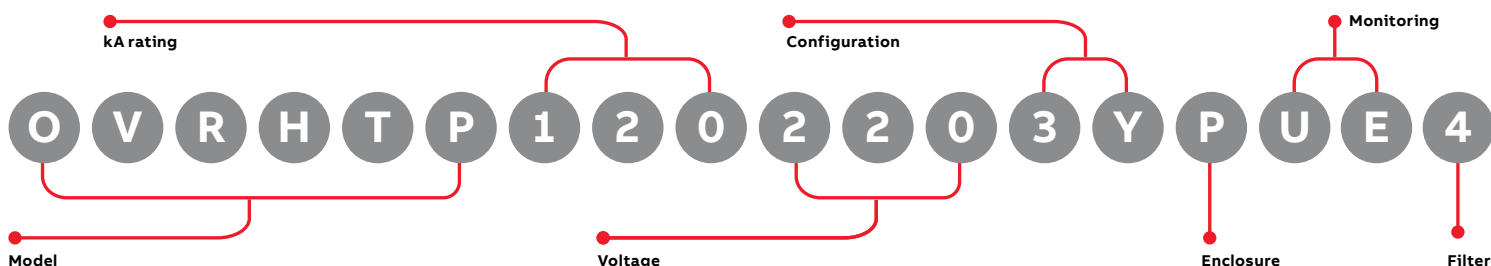 Monitoring
kA rating
Configuration
O V R H T P 1 2 0 2 2 0 3 Y P U E 4
Model
Voltage
Enclosure
Filter